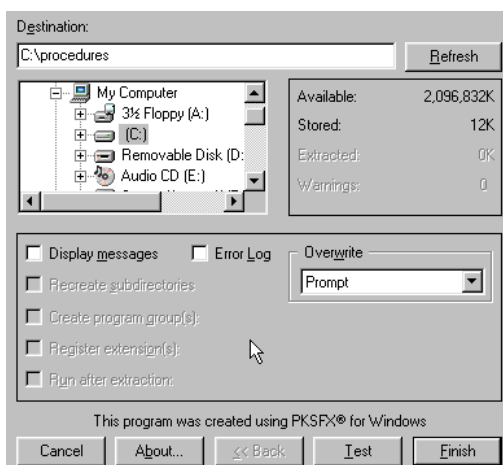 Destination:
C:\procedures
Refresh
My Computer
3½ Floppy (A:)
(C:)
Removable Disk (D:
Audio CD (E:)
Available: 2,096,832K
Stored: 12K
Extracted: 0K
Warnings: 0
Display messages
Error Log
Overwrite
Prompt
Recreate subdirectories
Create program group(s):
Register extension(s):
Run after extraction:
This program was created using PKSFX® for Windows
Cancel
About...
<< Back
Test
Finish